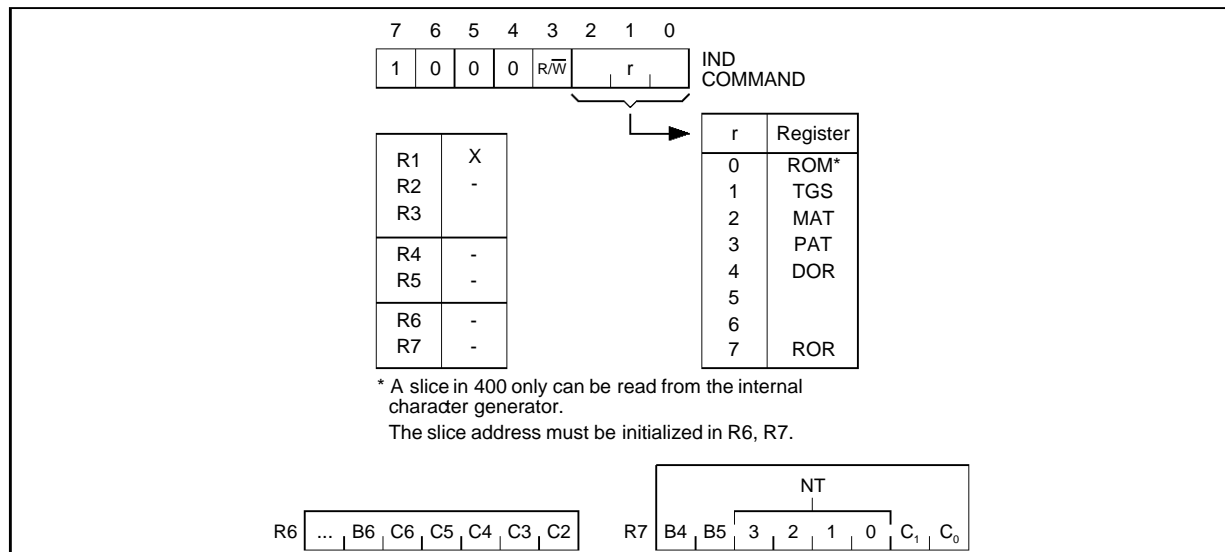 7 6 5 4 3 2 1 0
1 0 0 0 R/W̅ r IND
COMMAND
r Register
R1 X
R2 -
R3
R4 -
R5 -
R6 -
R7 -
0 ROM*
1 TGS
2 MAT
3 PAT
4 DOR
5
6
7 ROR
* A slice in 400 only can be read from the internal
character generator.
The slice address must be initialized in R6, R7.
NT
R6 ... B6 C6 C5 C4 C3 C2 R7 B4 B5 3 2 1 0 C₁ C₀